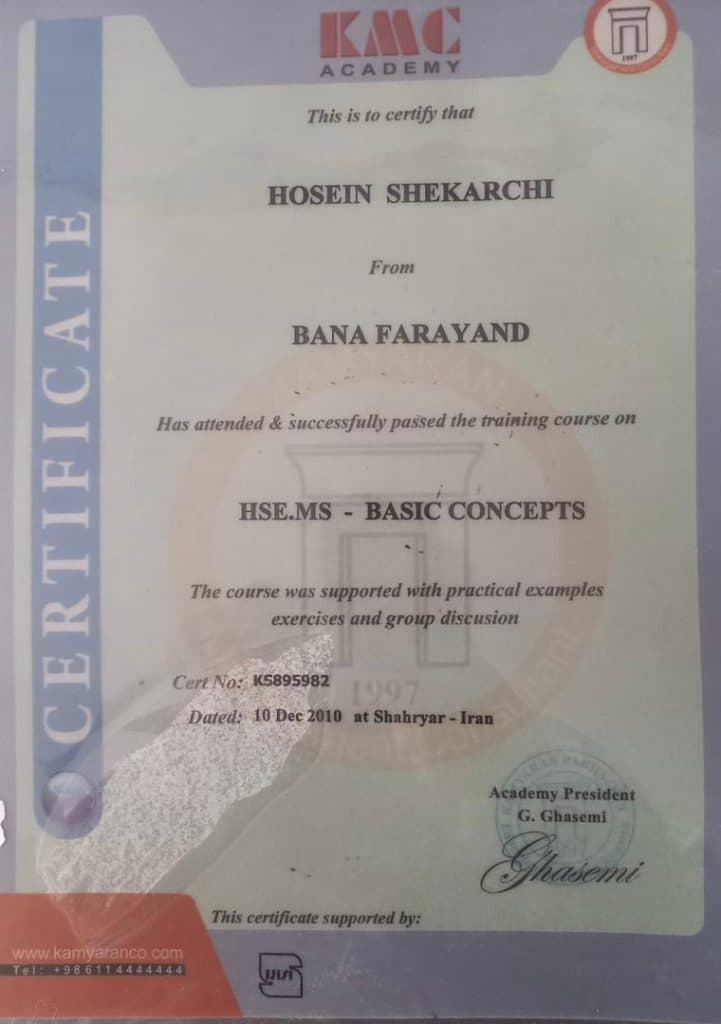 KMC
ACADEMY
1997
This is to certify that
HOSEIN SHEKARCHI
From
BANA FARAYAND
Has attended & successfully passed the training course on
HSE.MS - BASIC CONCEPTS
The course was supported with practical examples
exercises and group discusion
1997
Cert No: KS895982
Dated: 10 Dec 2010 at Shahryar - Iran
Academy President
G. Ghasemi
Ghasemi
This certificate supported by:
CERTIFICATE
www.kamyaranco.com
Tel: +986114444444